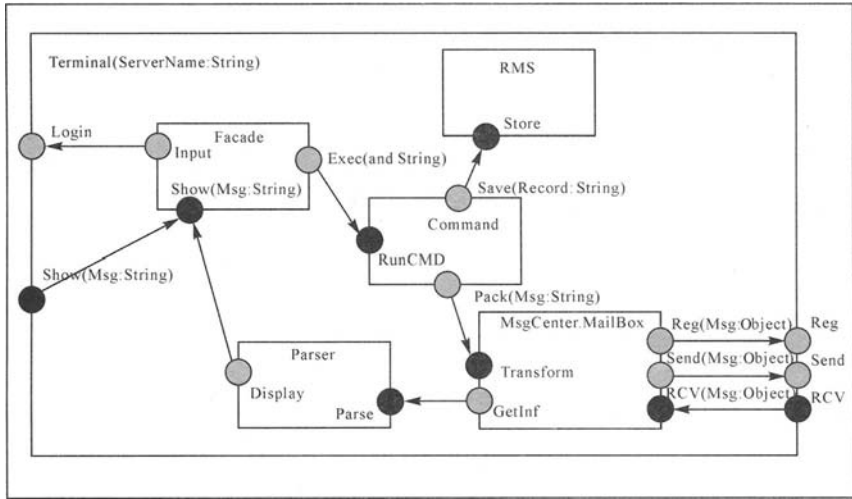 Terminal(ServerName:String)
RMS
Store
Login
Facade
Input
Exec(and String)
Show(Msg:String)
Save(Record:String)
Command
RunCMD
Show(Msg:String)
Pack(Msg:String)
MsgCenter.MailBox
Reg(Msg:Object)
Reg
Parser
Send(Msg:Object)
Send
Transform
Display
RCV(Msg:Object)
RCV
Parse
GetInf